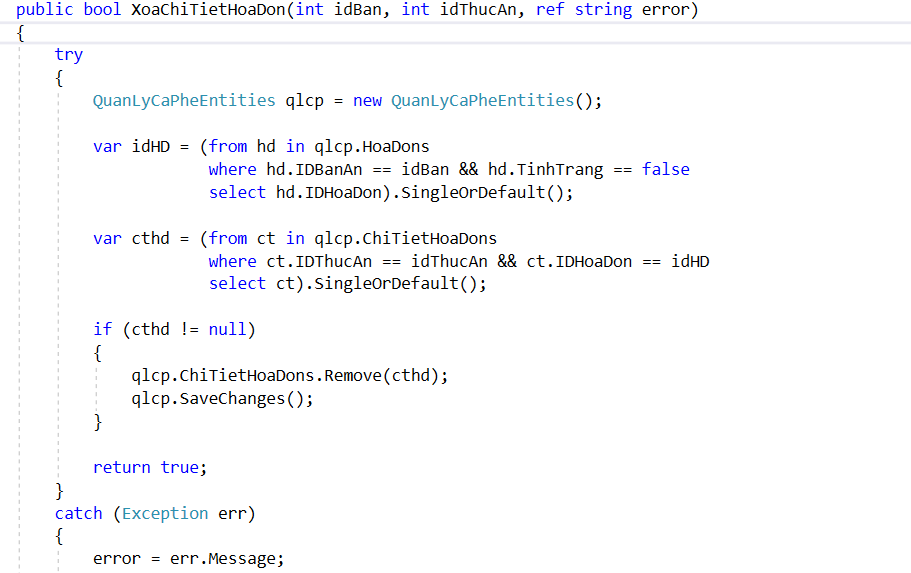 public bool XoaChiTietHoaDon(int idBan, int idThucAn, ref string error)
{
try
{
QuanLyCaPheEntities qlcp = new QuanLyCaPheEntities();
var idHD = (from hd in qlcp.HoaDons
where hd.IDBanAn == idBan && hd.TinhTrang == false
select hd.IDHoaDon).SingleOrDefault();
var cthd = (from ct in qlcp.ChiTietHoaDons
where ct.IDThucAn == idThucAn && ct.IDHoaDon == idHD
select ct).SingleOrDefault();
if (cthd != null)
{
qlcp.ChiTietHoaDons.Remove(cthd);
qlcp.SaveChanges();
}
return true;
}
catch (Exception err)
{
error = err.Message;